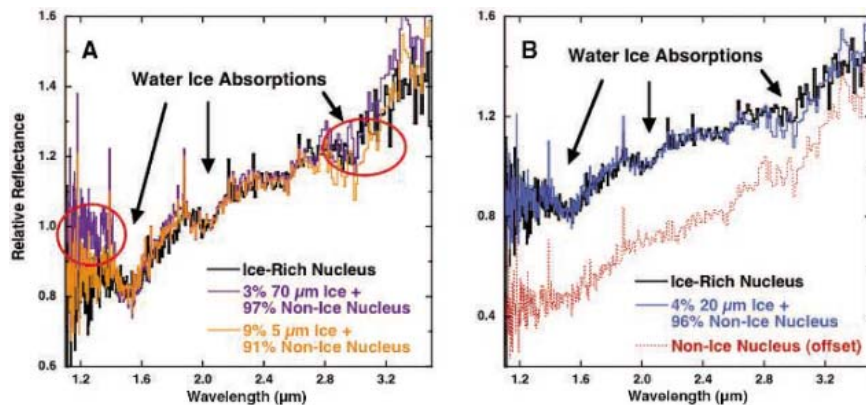 A
Water Ice Absorptions
Relative Reflectance
1.6
1.4
1.2
1.0
0.8
0.6
Ice-Rich Nucleus
3% 70 µm Ice +
97% Non-Ice Nucleus
9% 5 µm Ice +
91% Non-Ice Nucleus
1.2 1.6 2.0 2.4 2.8 3.2
Wavelength (µm)
B
Water Ice Absorptions
1.6
1.2
0.8
0.4
Ice-Rich Nucleus
4% 20 µm Ice +
96% Non-Ice Nucleus
Non-Ice Nucleus (offset)
1.2 1.6 2.0 2.4 2.8 3.2
Wavelength (µm)